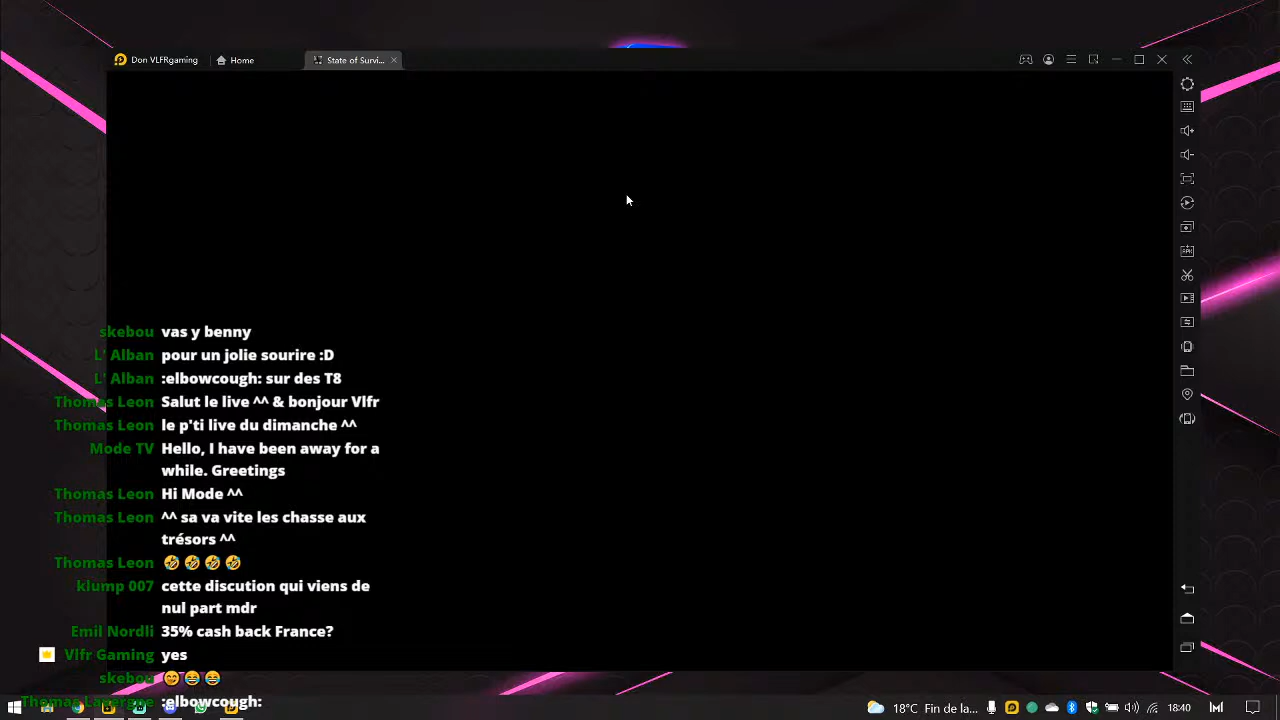 Don VLFRgaming
Home
State of Survi...
skebou vas y benny
L' Alban pour un jolie sourire :D
L' Alban :elbowcough: sur des T8
Thomas Leon Salut le live ^^ & bonjour Vlfr
Thomas Leon le p'ti live du dimanche ^^
Mode TV Hello, I have been away for a
while. Greetings
Thomas Leon Hi Mode ^^
Thomas Leon ^^ sa va vite les chasse aux
trésors ^^
Thomas Leon 🤣 🤣 🤣 🤣
klump 007 cette discution qui viens de
nul part mdr
Emil Nordli 35% cash back France?
Vlfr Gaming yes
skebou 😋 😂 😂
Thomas Lavergne :elbowcough:
18°C Fin de la...
18:40